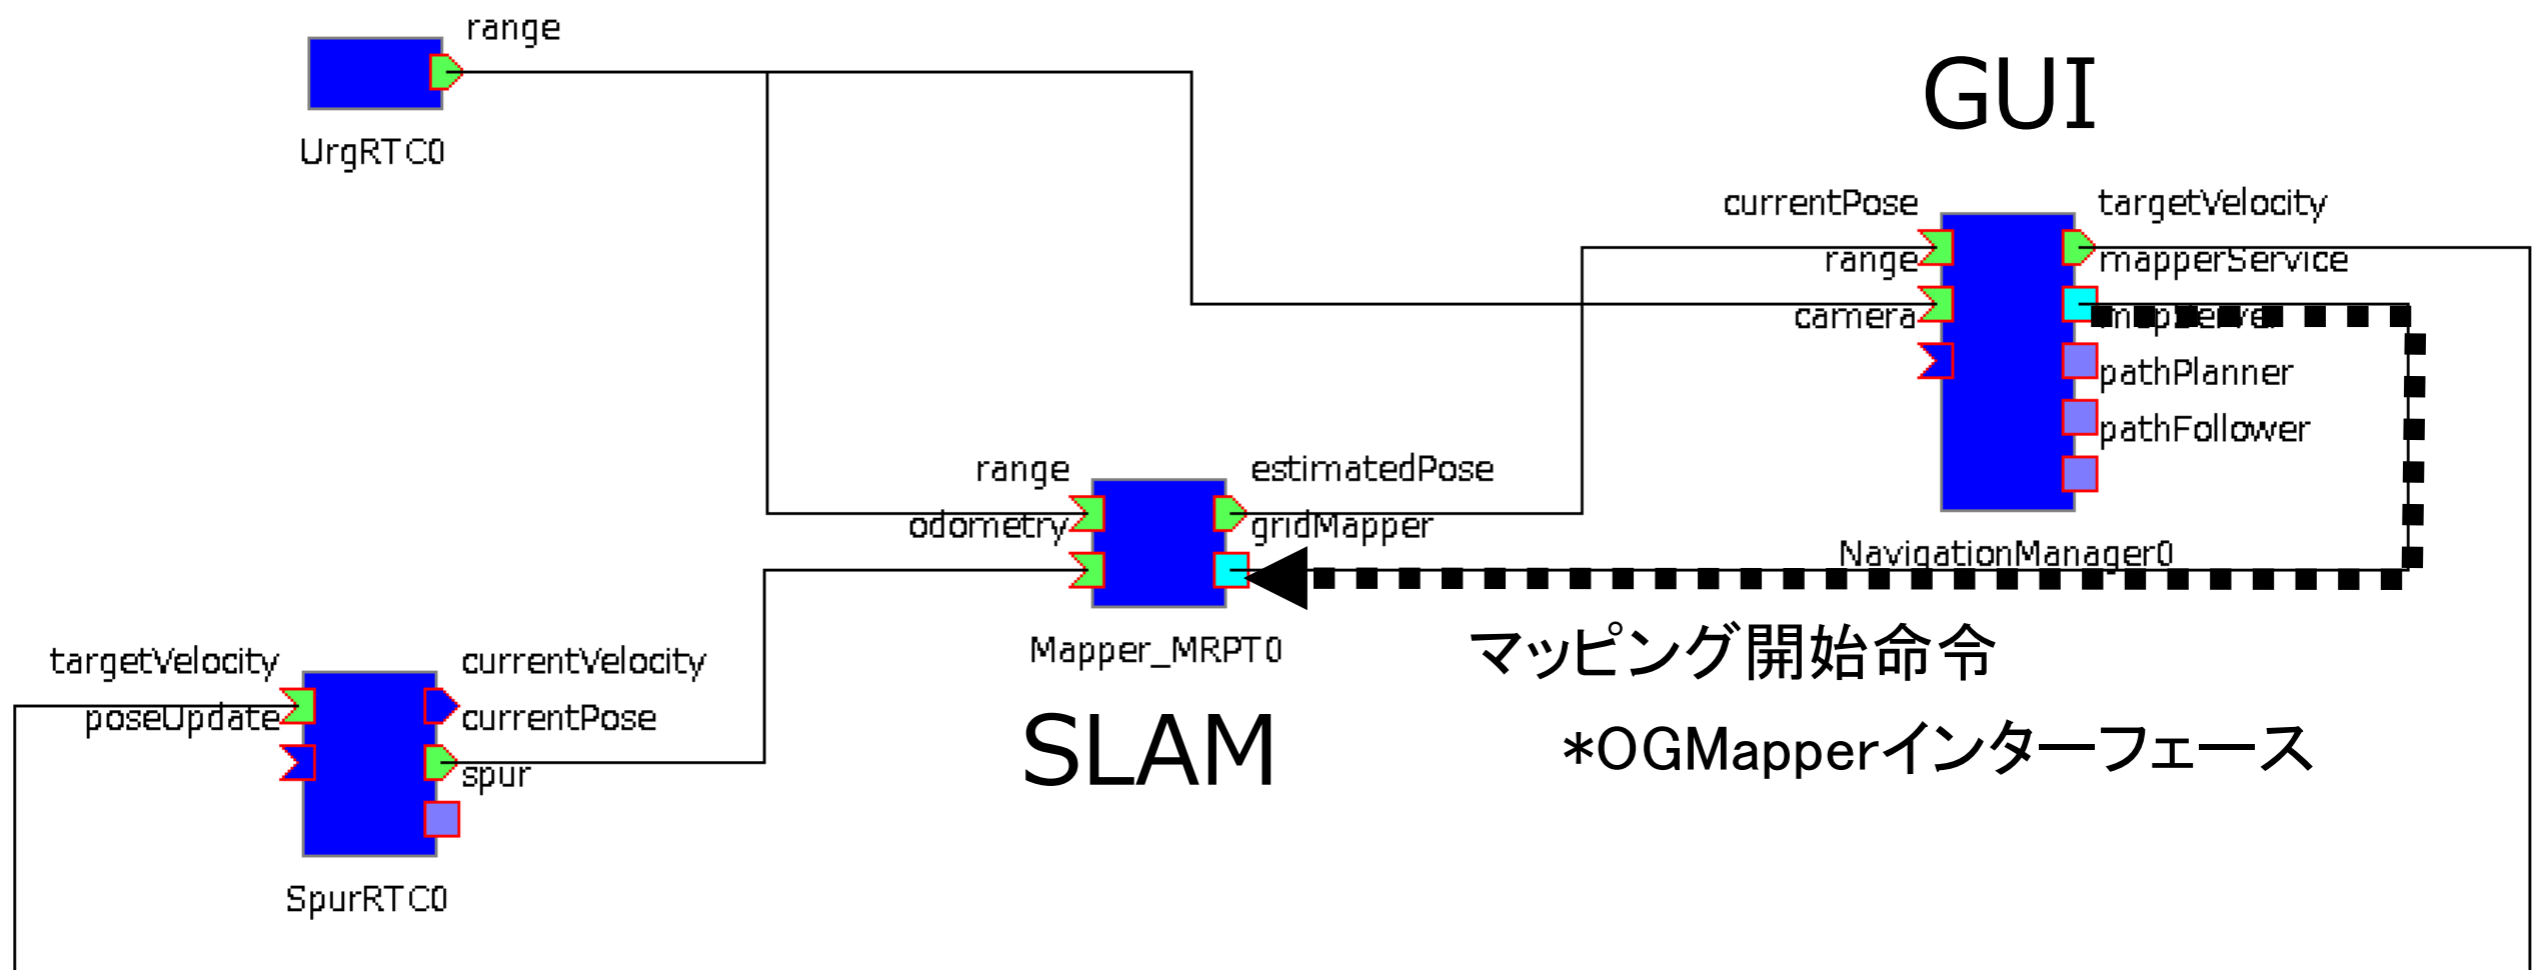 range
UrgRTC0
GUI
currentPose
targetVelocity
range
mapperService
camera
mapServer
pathPlanner
pathFollower
range
estimatedPose
odometry
gridMapper
NavigationManager0
Mapper_MRPT0
マッピング開始命令
targetVelocity
currentVelocity
poseUpdate
currentPose
SLAM
*OGMapperインターフェース
spur
SpurRTC0